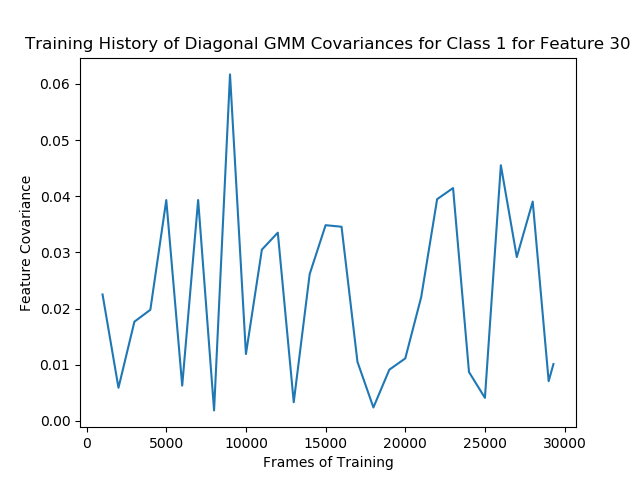 Training History of Diagonal GMM Covariances for Class 1 for Feature 30
0.06
0.05
0.04
0.03
0.02
0.01
0.00
Feature Covariance
0 5000 10000 15000 20000 25000 30000
Frames of Training